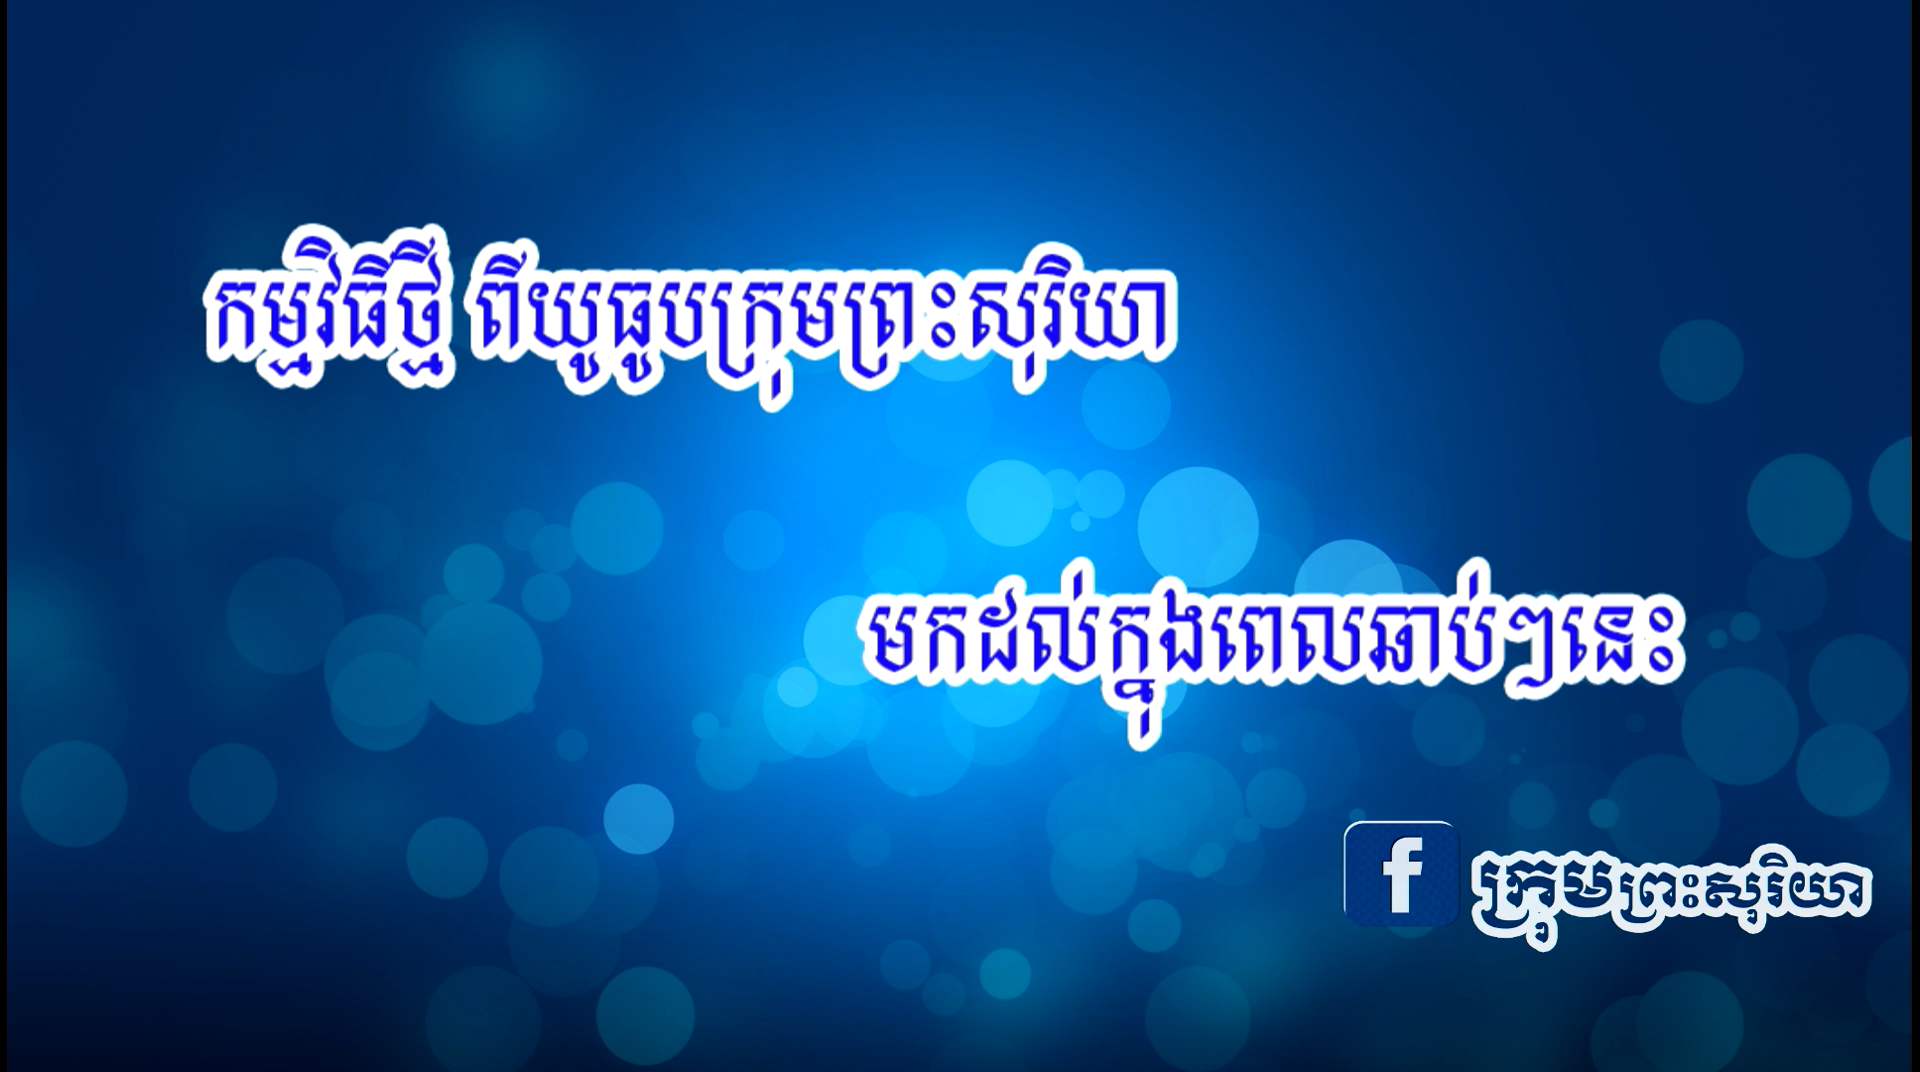 កម្មវិធីថ្មី ពីយូធូបក្រុមព្រះសុរិយា
មកដល់ក្នុងពេលឆាប់ៗនេះ
f ក្រុមព្រះសុរិយា